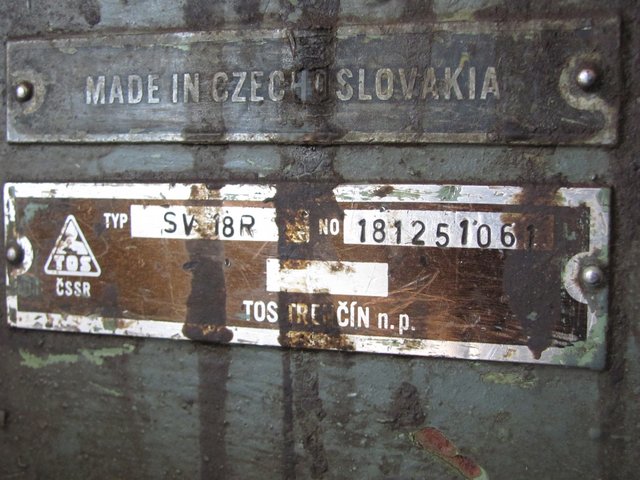 MADE IN CZECHOSLOVAKIA
TYP SV 18R NO 181251061
TOS
ČSSR
TOS TRENČÍN n.p.